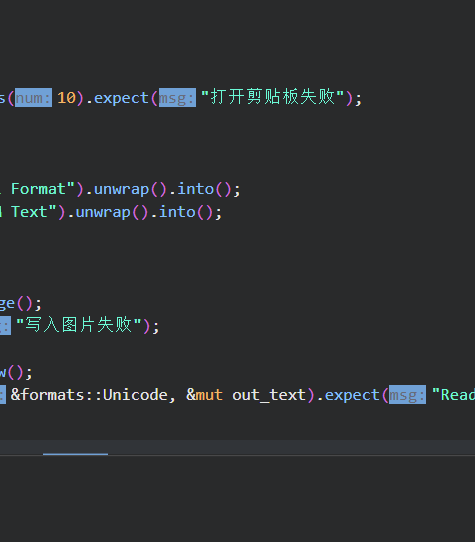 s(num: 10).expect(msg: "打开剪贴板失败");
Format").unwrap().into();
Text").unwrap().into();
ge();
"写入图片失败");
w();
&formats::Unicode, &mut out_text).expect(msg: "Read